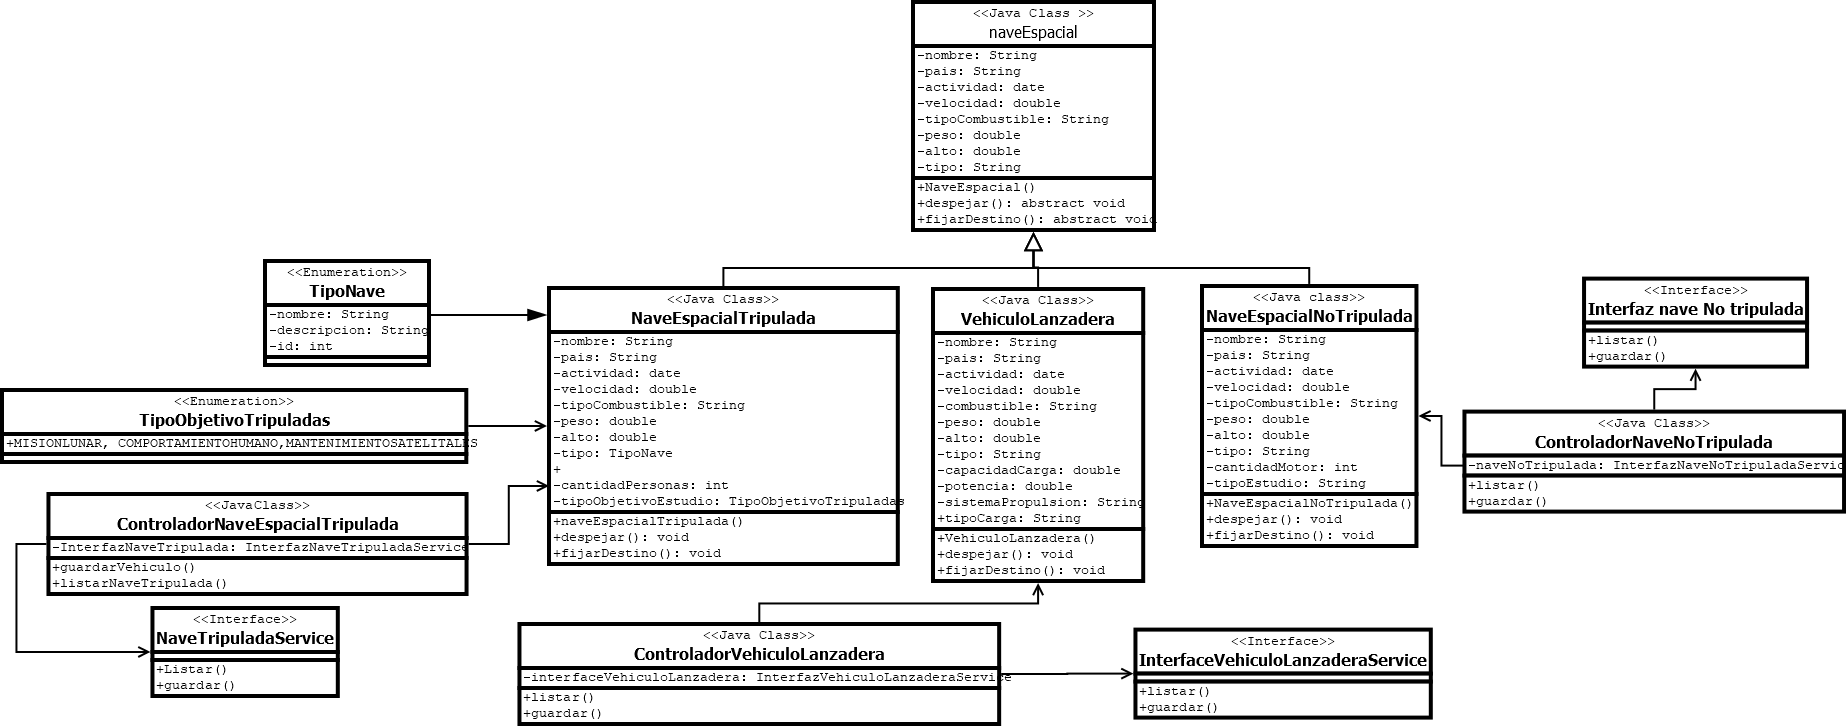 <<Java Class >>
naveEspacial
-nombre: String
-pais: String
-actividad: date
-velocidad: double
-tipoCombustible: String
-peso: double
-alto: double
-tipo: String
+NaveEspacial()
+despejar(): abstract void
+fijarDestino(): abstract void
<<Enumeration>>
TipoNave
-nombre: String
-descripcion: String
-id: int
<<Java Class>>
NaveEspacialTripulada
-nombre: String
-pais: String
-actividad: date
-velocidad: double
-tipoCombustible: String
-peso: double
-alto: double
-tipo: TipoNave
+
-cantidadPersonas: int
-tipoObjetivoEstudio: TipoObjetivoTripuladas
+naveEspacialTripulada()
+despejar(): void
+fijarDestino(): void
<<Java Class>>
VehiculoLanzadera
-nombre: String
-pais: String
-actividad: date
-velocidad: double
-combustible: String
-peso: double
-alto: double
-tipo: String
-capacidadCarga: double
-potencia: double
-sistemaPropulsion: String
+tipoCarga: String
+VehiculoLanzadera()
+despejar(): void
+fijarDestino(): void
<<Java class>>
NaveEspacialNoTripulada
-nombre: String
-pais: String
-actividad: date
-velocidad: double
-tipoCombustible: String
-peso: double
-alto: double
-tipo: String
-cantidadMotor: int
-tipoEstudio: String
+NaveEspacialNoTripulada()
+despejar(): void
+fijarDestino(): void
<<Interface>>
Interfaz nave No tripulada
+listar()
+guardar()
<<Enumeration>>
TipoObjetivoTripuladas
+MISIONLUNAR, COMPORTAMIENTOHUMANO,MANTENIMIENTOSATELITALES
<<Java Class>>
ControladorNaveNoTripulada
-naveNoTripulada: InterfazNaveNoTripuladaServic
+listar()
+guardar()
<<JavaClass>>
ControladorNaveEspacialTripulada
-InterfazNaveTripulada: InterfazNaveTripuladaService
+guardarVehiculo()
+listarNaveTripulada()
<<Interface>>
NaveTripuladaService
+Listar()
+guardar()
<<Java Class>>
ControladorVehiculoLanzadera
-interfaceVehiculoLanzadera: InterfazVehiculoLanzaderaService
+listar()
+guardar()
<<Interface>>
InterfaceVehiculoLanzaderaService
+listar()
+guardar()